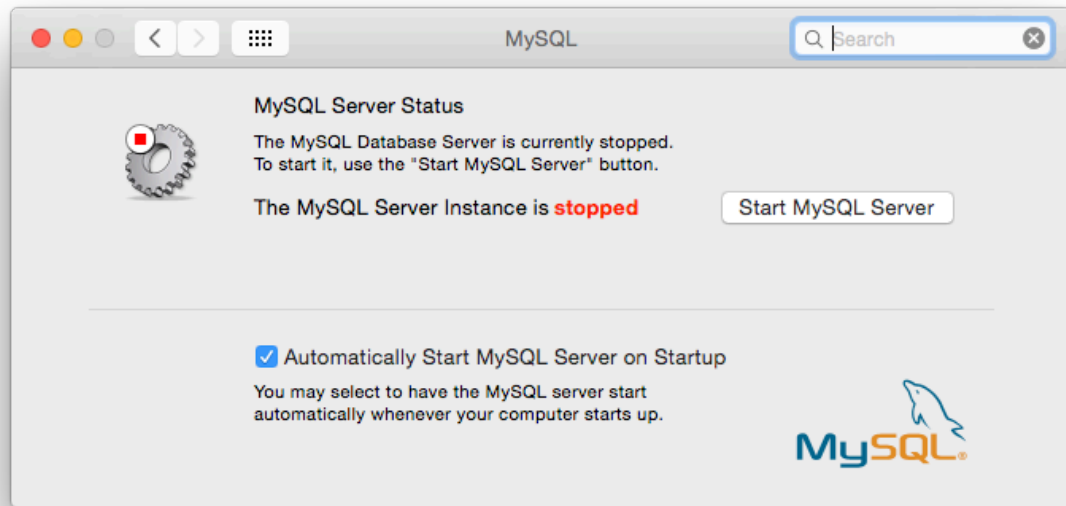 MySQL
Search
MySQL Server Status
The MySQL Database Server is currently stopped.
To start it, use the "Start MySQL Server" button.
The MySQL Server Instance is stopped
Start MySQL Server
Automatically Start MySQL Server on Startup
You may select to have the MySQL server start
automatically whenever your computer starts up.
MySQL®